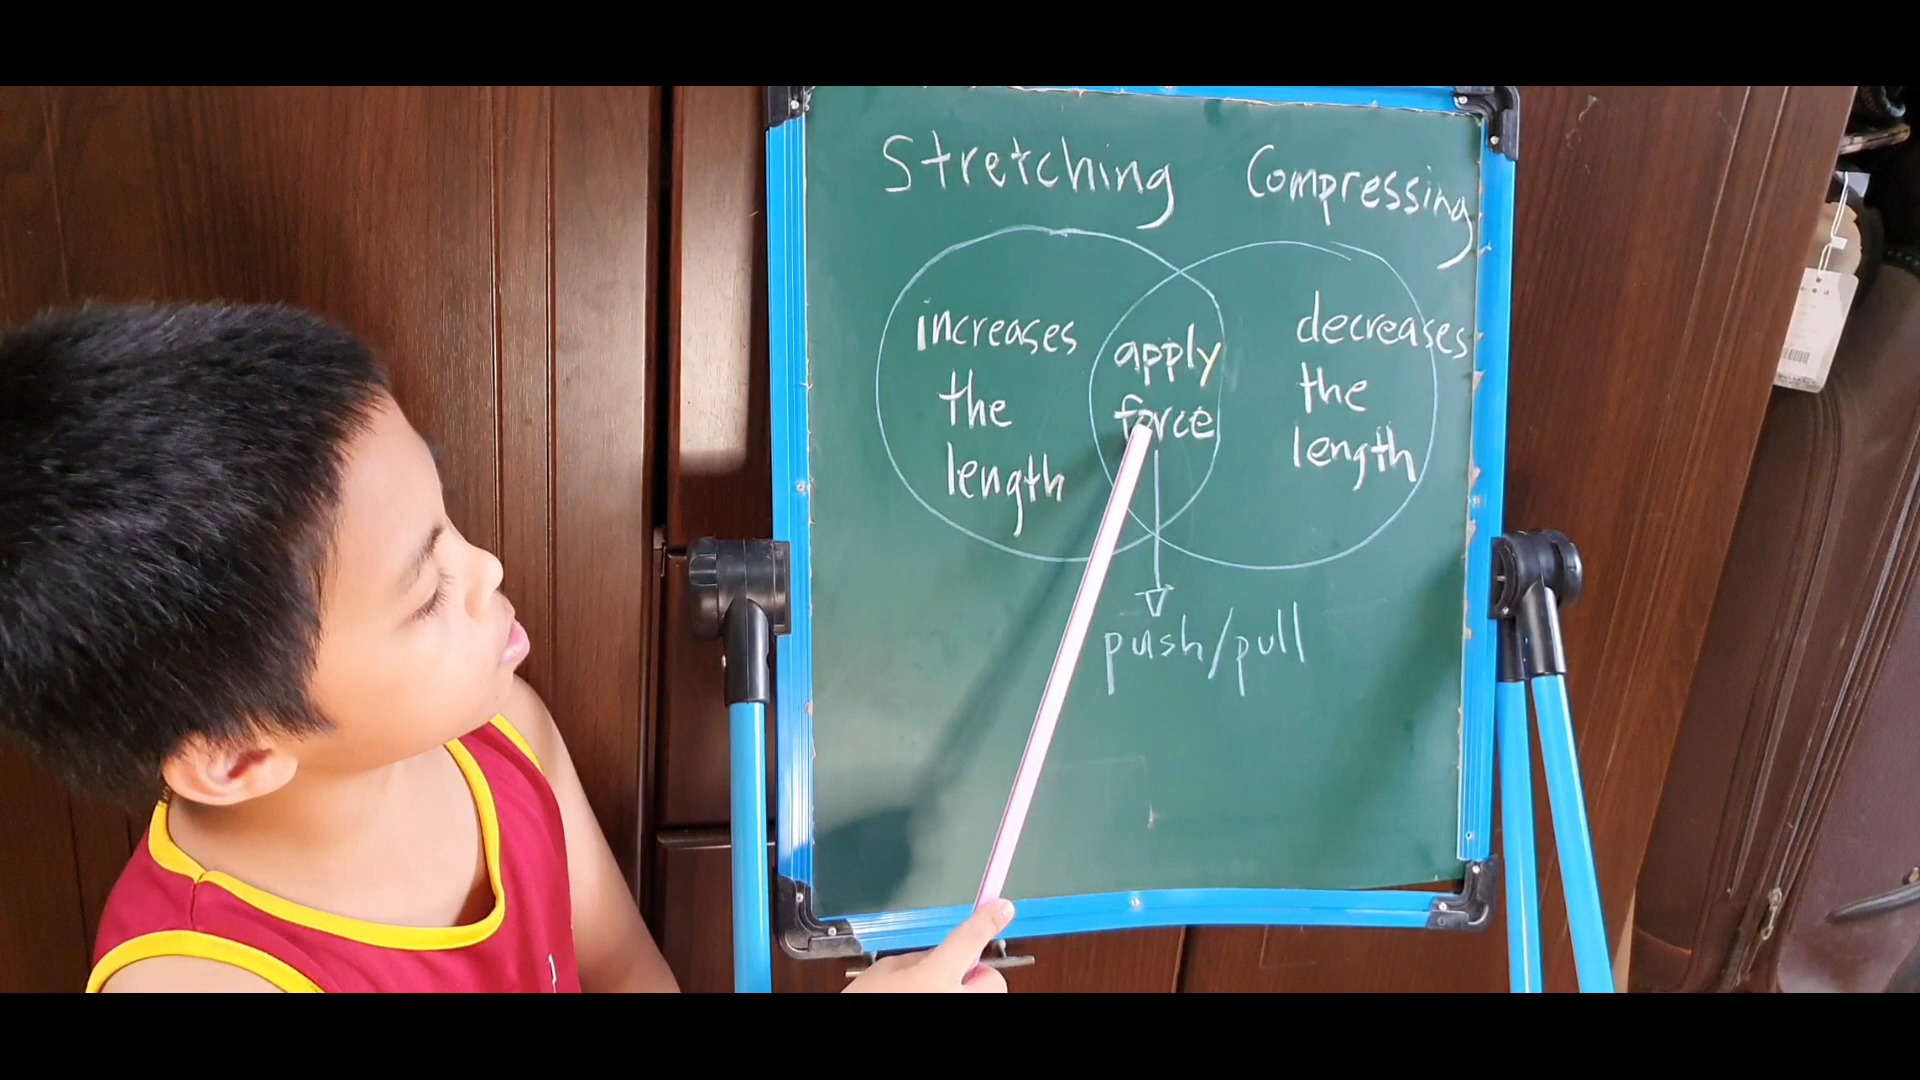 Stretching Compressing
increases
the
length
apply
force
decreases
the
length
push/pull